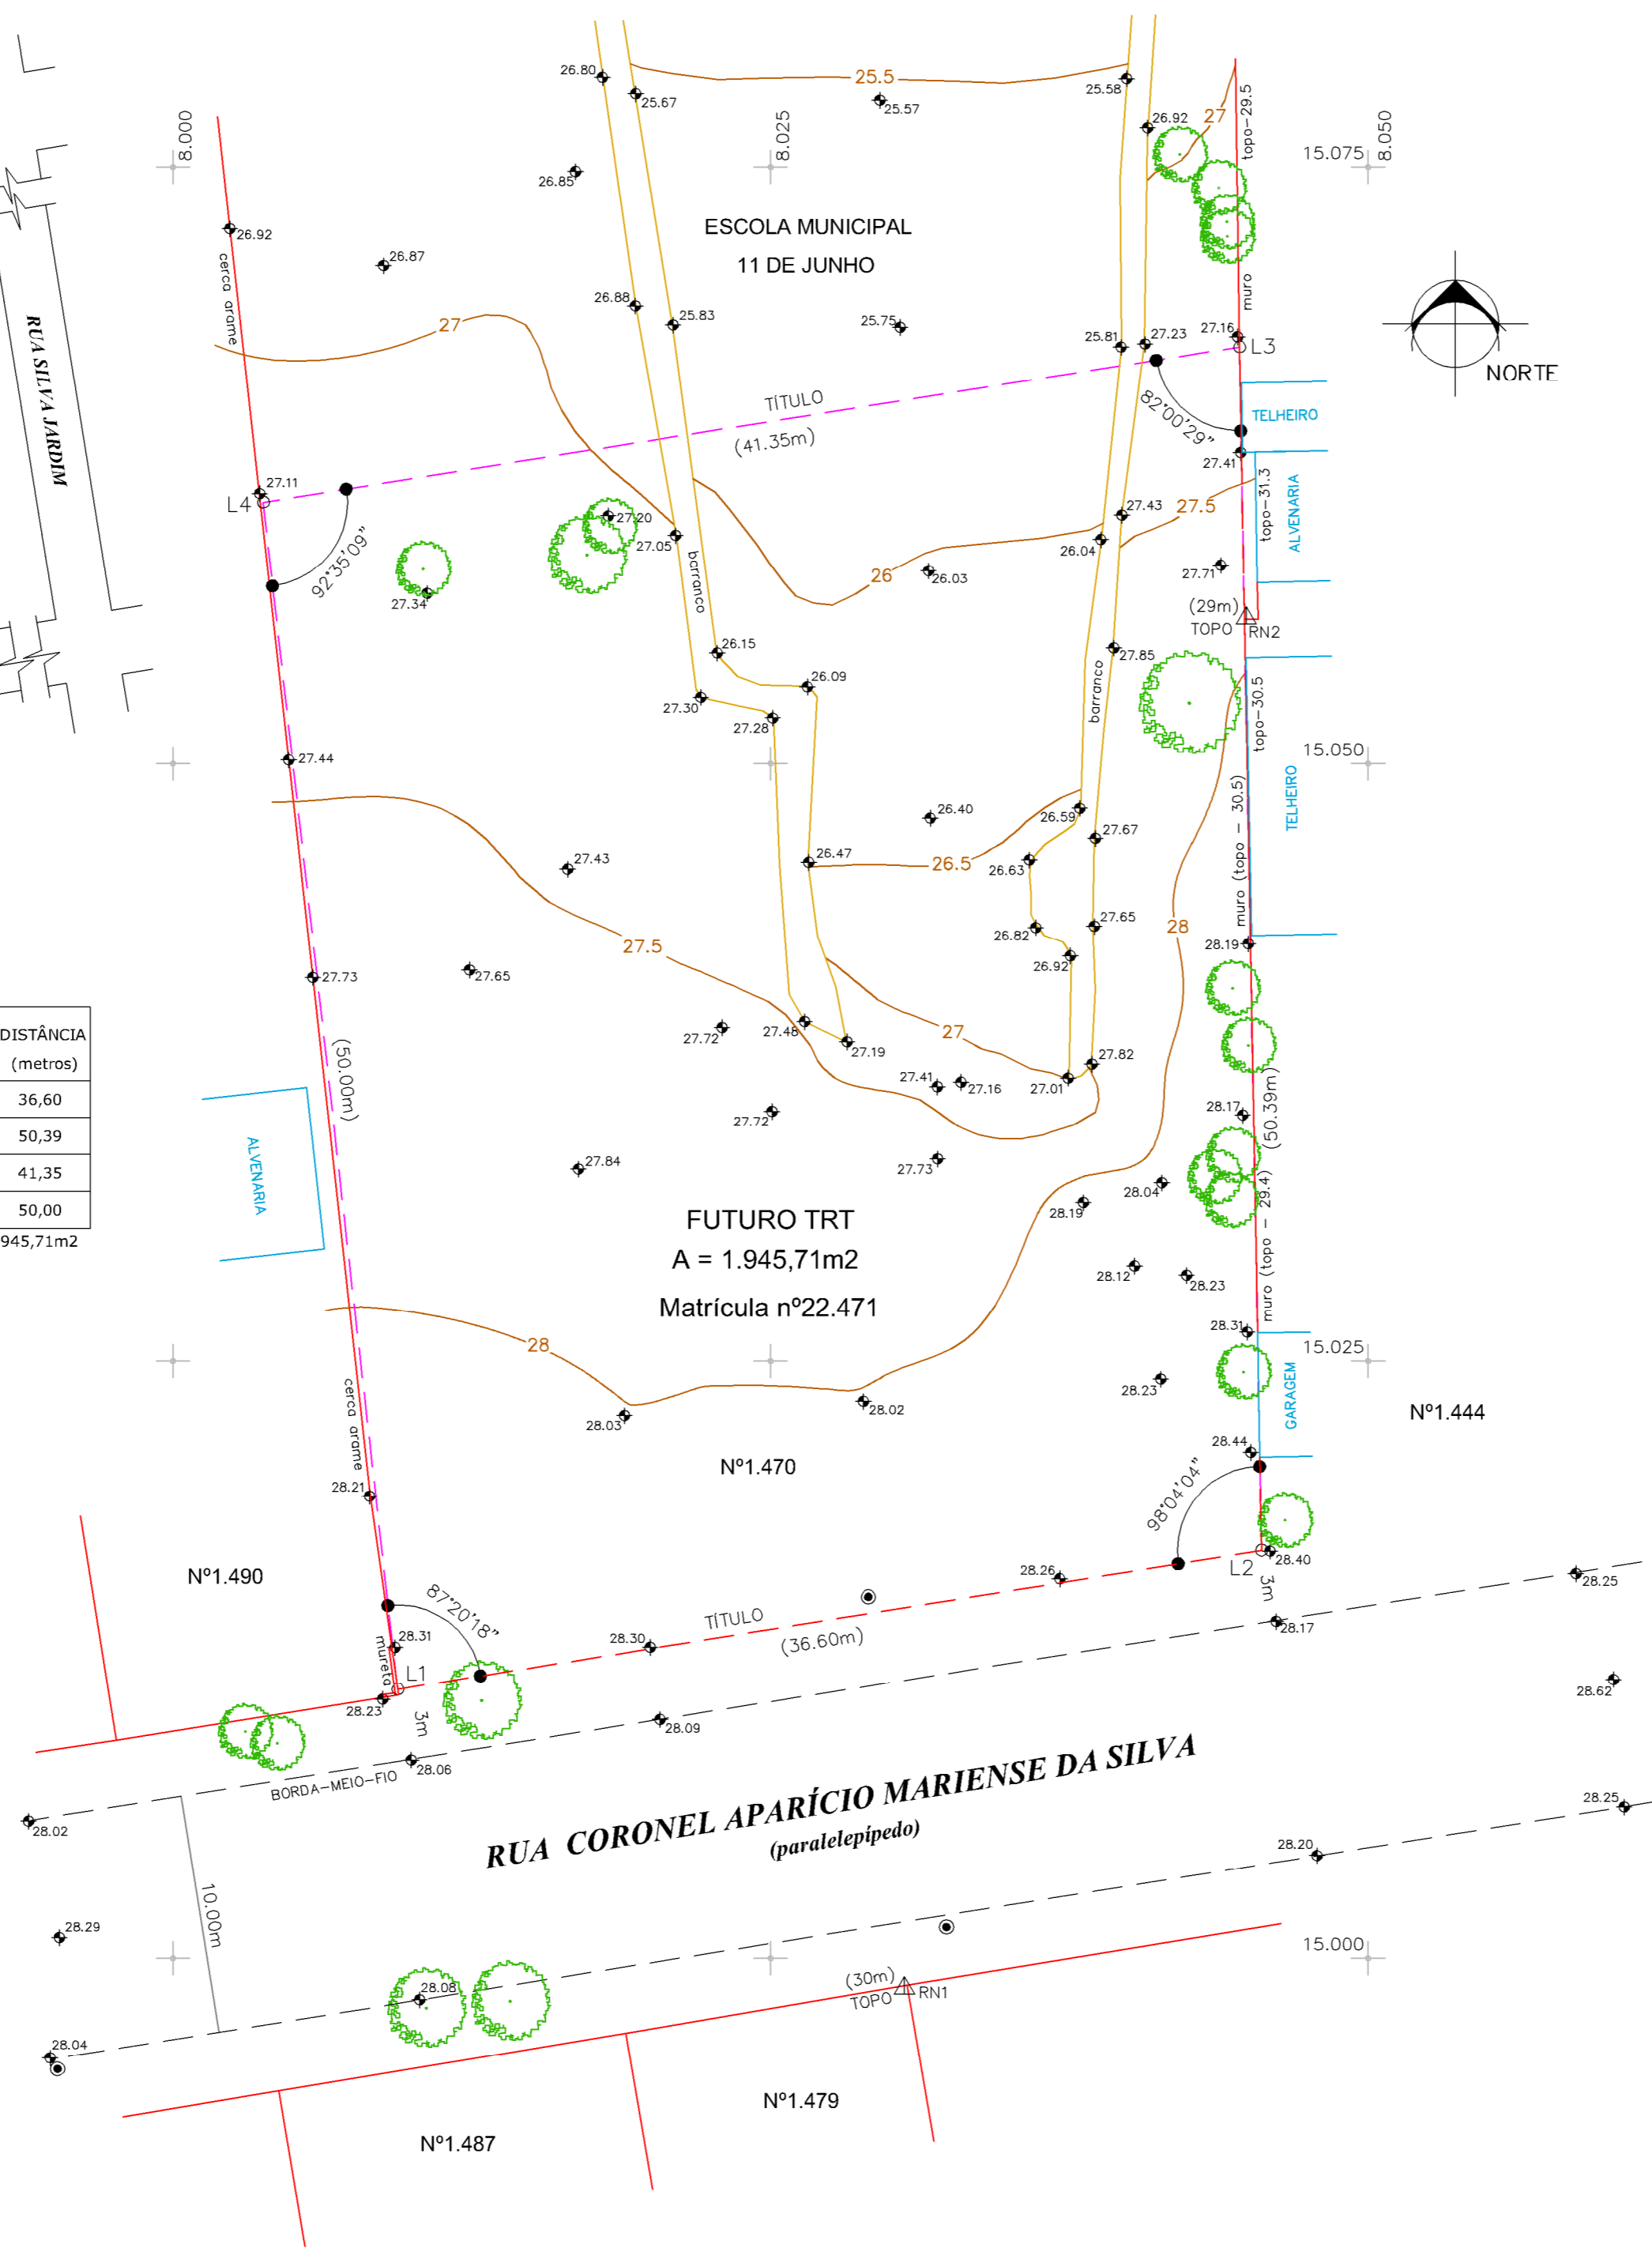 26.80
25.67
25.5
25.57
25.58
26.92
27
topo-29.5
8.000
8.025
15.075
8.050
26.85
ESCOLA MUNICIPAL
11 DE JUNHO
26.92
26.87
cerca arame
RUA SILVA JARDIM
27
26.88
25.83
25.75
25.81
27.23
27.16
muro
L3
NORTE
TÍTULO
(41.35m)
82°00'29"
TELHEIRO
27.41
topo-31.3
ALVENARIA
27.11
L4
92°35'09"
27.20
27.05
27.34
barranco
26
26.03
26.04
27.43
27.5
27.71
(29m)
TOPO
RN2
26.15
26.09
27.30
27.28
27.85
barranco
topo-30.5
15.050
27.44
TELHEIRO
muro (topo - 30.5)
26.40
26.59
27.67
27.43
26.47
26.5
26.63
27.5
27.65
28
26.82
26.92
28.19
27.73
27.65
27.72
27.48
27.19
27
27.82
27.41
27.16
27.01
(50.00m)
DISTÂNCIA
(metros)
36,60
50,39
41,35
50,00
945,71m2
ALVENARIA
27.72
27.84
27.73
28.17
(50.39m)
28.04
28.19
muro (topo - 29.4)
FUTURO TRT
A = 1.945,71m2
Matrícula nº22.471
28.12
28.23
28.31
28
15.025
28.23
GARAGEM
28.03
28.02
cerca arame
Nº1.444
28.44
Nº1.470
28.21
98°04'04"
Nº1.490
28.26
L2
28.40
28.25
3m
87°20'18"
28.31
28.30
TÍTULO
(36.60m)
28.17
mureta
L1
28.23
3m
28.09
28.62
28.06
BORDA-MEIO-FIO
RUA CORONEL APARÍCIO MARIENSE DA SILVA
(paralelepípedo)
28.02
28.25
28.20
10.00m
28.29
15.000
28.08
(30m)
TOPO
RN1
28.04
Nº1.479
Nº1.487